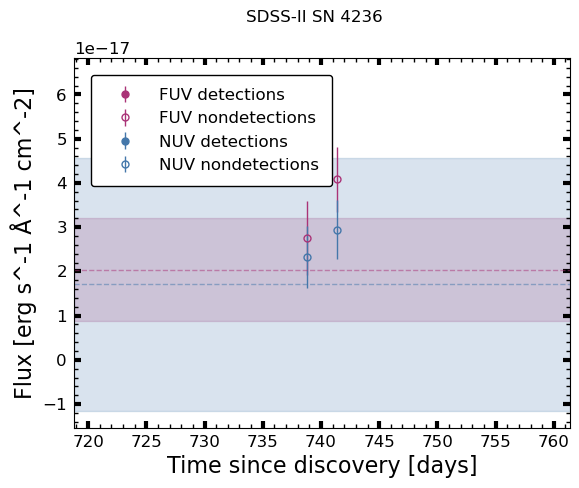 SDSS-II SN 4236
1e−17
FUV detections
FUV nondetections
NUV detections
NUV nondetections
Flux [erg s^-1 Å^-1 cm^-2]
6
5
4
3
2
1
0
−1
720 725 730 735 740 745 750 755 760
Time since discovery [days]